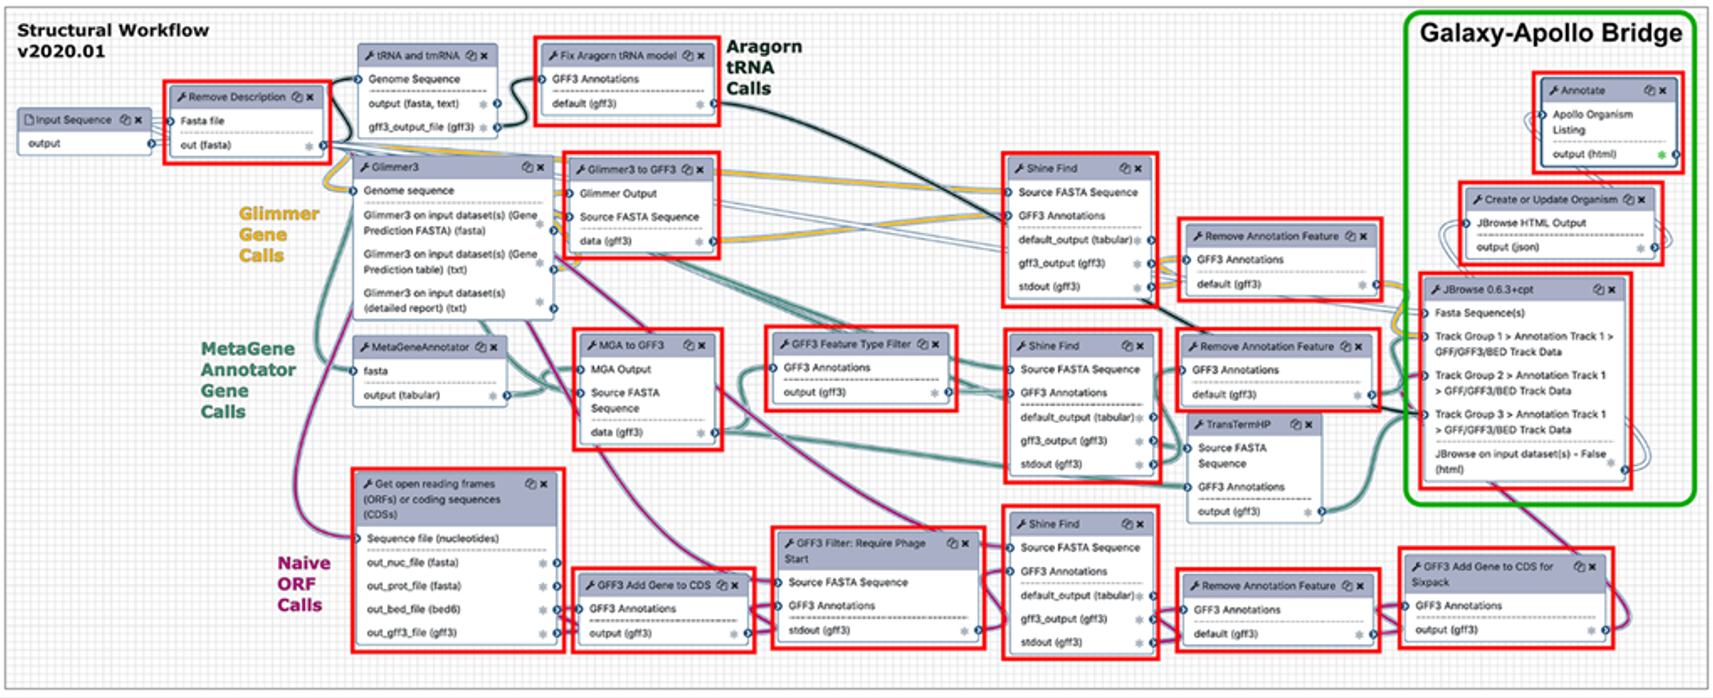 Structural Workflow
v2020.01
Input Sequence
output
Remove Description
Fasta file
out (fasta)
tRNA and tmRNA
Genome Sequence
output (fasta, text)
gff3_output_file (gff3)
Fix Aragorn tRNA model
GFF3 Annotations
default (gff3)
Aragorn
tRNA
Calls
Glimmer
Gene
Calls
Glimmer3
Genome sequence
Glimmer3 on input dataset(s) (Gene
Prediction FASTA) (fasta)
Glimmer3 on input dataset(s) (Gene
Prediction table) (txt)
Glimmer3 on input dataset(s)
(detailed report) (txt)
Glimmer3 to GFF3
Glimmer Output
Source FASTA Sequence
data (gff3)
Shine Find
Source FASTA Sequence
GFF3 Annotations
default_output (tabular)
gff3_output (gff3)
stdout (gff3)
Remove Annotation Feature
GFF3 Annotations
default (gff3)
MetaGene
Annotator
Gene
Calls
MetaGeneAnnotator
fasta
output (tabular)
MGA to GFF3
MGA Output
Source FASTA
Sequence
data (gff3)
GFF3 Feature Type Filter
GFF3 Annotations
output (gff3)
Shine Find
Source FASTA Sequence
GFF3 Annotations
default_output (tabular)
gff3_output (gff3)
stdout (gff3)
Remove Annotation Feature
GFF3 Annotations
default (gff3)
TransTermHP
Source FASTA
Sequence
GFF3 Annotations
output (gff3)
Naive
ORF
Calls
Get open reading frames
(ORFs) or coding sequences
(CDSs)
Sequence file (nucleotides)
out_nuc_file (fasta)
out_prot_file (fasta)
out_bed_file (bed6)
out_gff3_file (gff3)
GFF3 Add Gene to CDS
GFF3 Annotations
output (gff3)
GFF3 Filter: Require Phage
Start
Source FASTA Sequence
GFF3 Annotations
stdout (gff3)
Shine Find
Source FASTA Sequence
GFF3 Annotations
default_output (tabular)
gff3_output (gff3)
stdout (gff3)
Remove Annotation Feature
GFF3 Annotations
default (gff3)
GFF3 Add Gene to CDS for
Sixpack
GFF3 Annotations
output (gff3)
Galaxy-Apollo Bridge
Annotate
Apollo Organism
Listing
output (html)
Create or Update Organism
JBrowse HTML Output
output (json)
JBrowse 0.6.3+cpt
Fasta Sequence(s)
Track Group 1 > Annotation Track 1 >
GFF/GFF3/BED Track Data
Track Group 2 > Annotation Track 1
> GFF/GFF3/BED Track Data
Track Group 3 > Annotation Track 1
> GFF/GFF3/BED Track Data
JBrowse on input dataset(s) - False
(html)